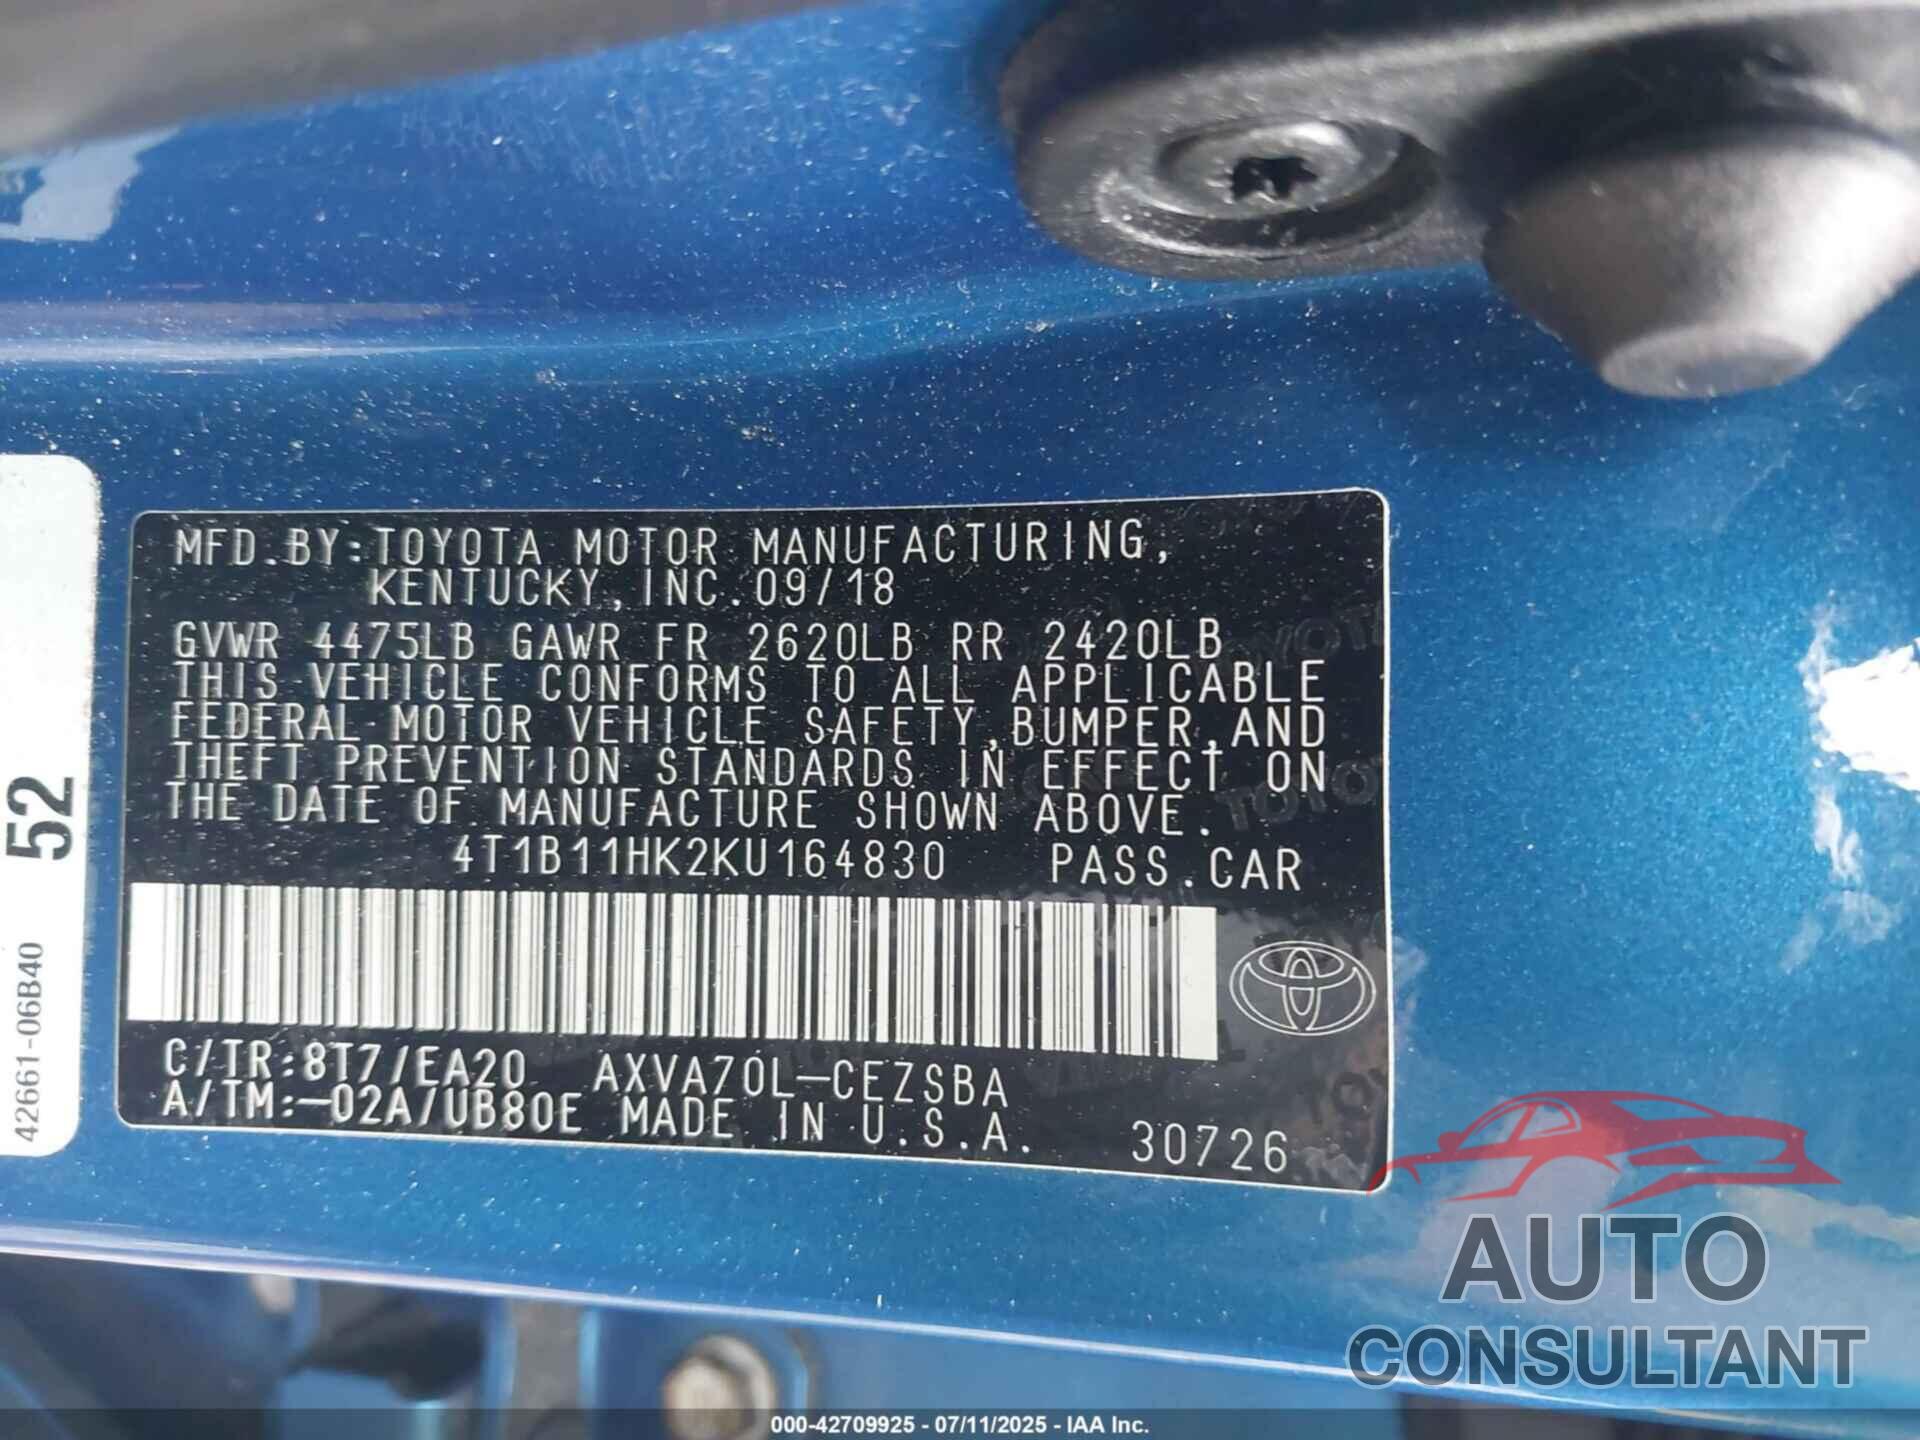 MFD.BY:TOYOTA MOTOR MANUFACTURING,
KENTUCKY,INC.09/18
GVWR 4475LB GAWR FR 2620LB RR 2420LB
THIS VEHICLE CONFORMS TO ALL APPLICABLE
FEDERAL MOTOR VEHICLE SAFETY,BUMPER,AND
THEFT PREVENTION STANDARDS IN EFFECT ON
THE DATE OF MANUFACTURE SHOWN ABOVE.
4T1B11HK2KU164830 PASS.CAR
C/TR:8T7/EA20 AXVA70L-CEZSBA
A/TM:-02A/UB80E MADE IN U.S.A.
30726
52
42661-06B40
AUTO
CONSULTANT
000-42709925 - 07/11/2025 - IAA Inc.